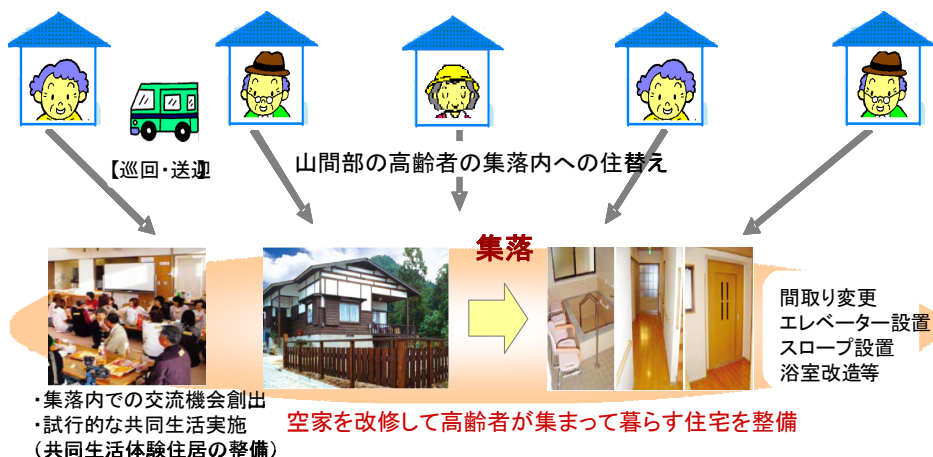 【巡回・送迎】
山間部の高齢者の集落内への住替え
集落
間取り変更
エレベーター設置
スロープ設置
浴室改造等
・集落内での交流機会創出
・試行的な共同生活実施
（共同生活体験住居の整備）
空家を改修して高齢者が集まって暮らす住宅を整備